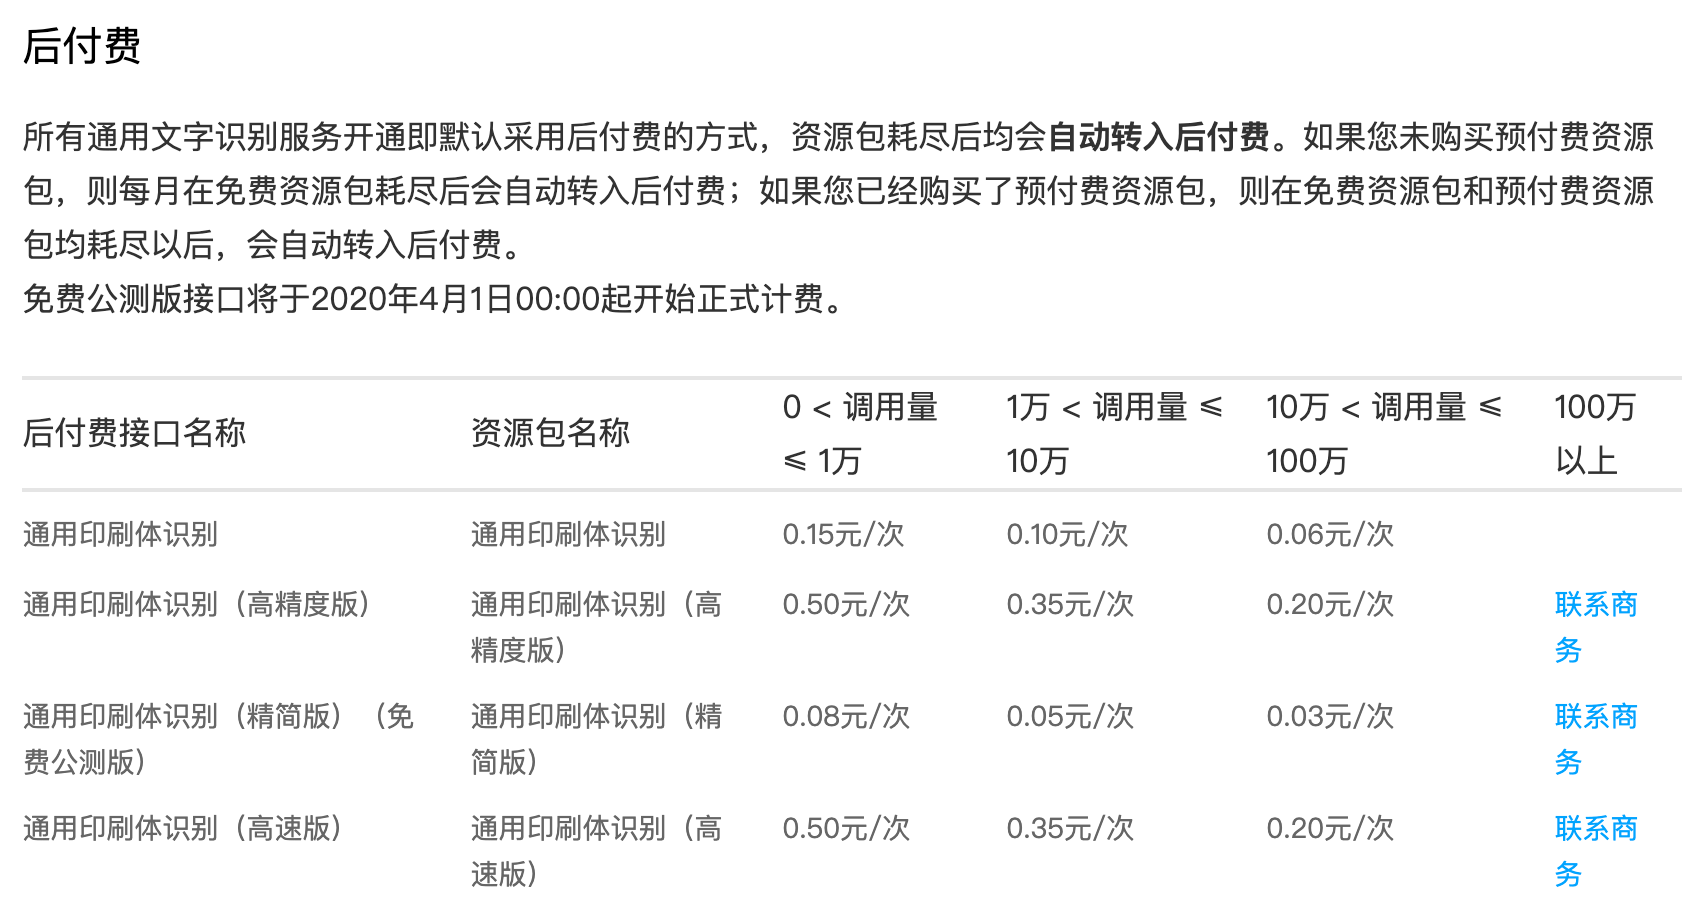 后付费
所有通用文字识别服务开通即默认采用后付费的方式，资源包耗尽后均会自动转入后付费。如果您未购买预付费资源
包，则每月在免费资源包耗尽后会自动转入后付费；如果您已经购买了预付费资源包，则在免费资源包和预付费资源
包均耗尽以后，会自动转入后付费。
免费公测版接口将于2020年4月1日00:00起开始正式计费。
后付费接口名称 资源包名称 0 < 调用量 ≤ 1万 1万 < 调用量 ≤ 10万 10万 < 调用量 ≤ 100万 100万以上
通用印刷体识别 通用印刷体识别 0.15元/次 0.10元/次 0.06元/次
通用印刷体识别（高精度版） 通用印刷体识别（高 0.50元/次 0.35元/次 0.20元/次 联系商
精度版） 务
通用印刷体识别（精简版）（免 通用印刷体识别（精 0.08元/次 0.05元/次 0.03元/次 联系商
费公测版） 简版） 务
通用印刷体识别（高速版） 通用印刷体识别（高 0.50元/次 0.35元/次 0.20元/次 联系商
速版） 务